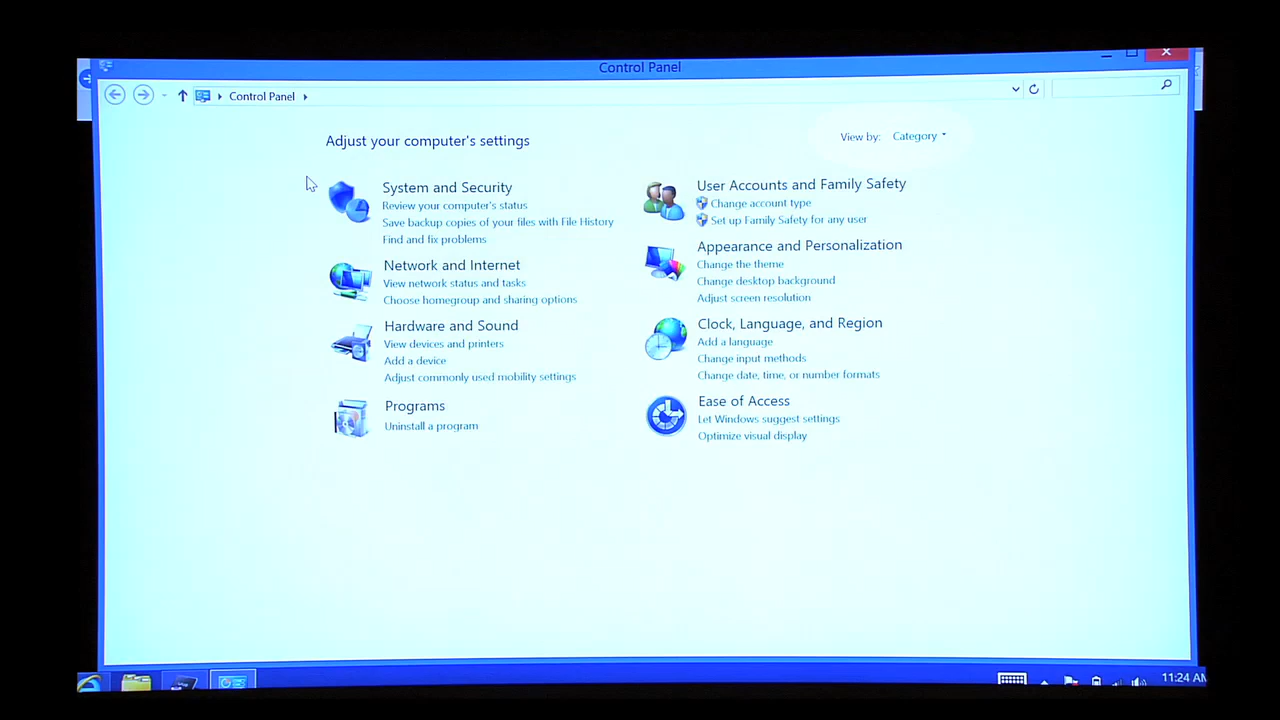 Control Panel
Control Panel
Adjust your computer's settings
View by: Category
System and Security
Review your computer's status
Save backup copies of your files with File History
Find and fix problems
Network and Internet
View network status and tasks
Choose homegroup and sharing options
Hardware and Sound
View devices and printers
Add a device
Adjust commonly used mobility settings
Programs
Uninstall a program
User Accounts and Family Safety
Change account type
Set up Family Safety for any user
Appearance and Personalization
Change the theme
Change desktop background
Adjust screen resolution
Clock, Language, and Region
Add a language
Change input methods
Change date, time, or number formats
Ease of Access
Let Windows suggest settings
Optimize visual display
11:24 AM